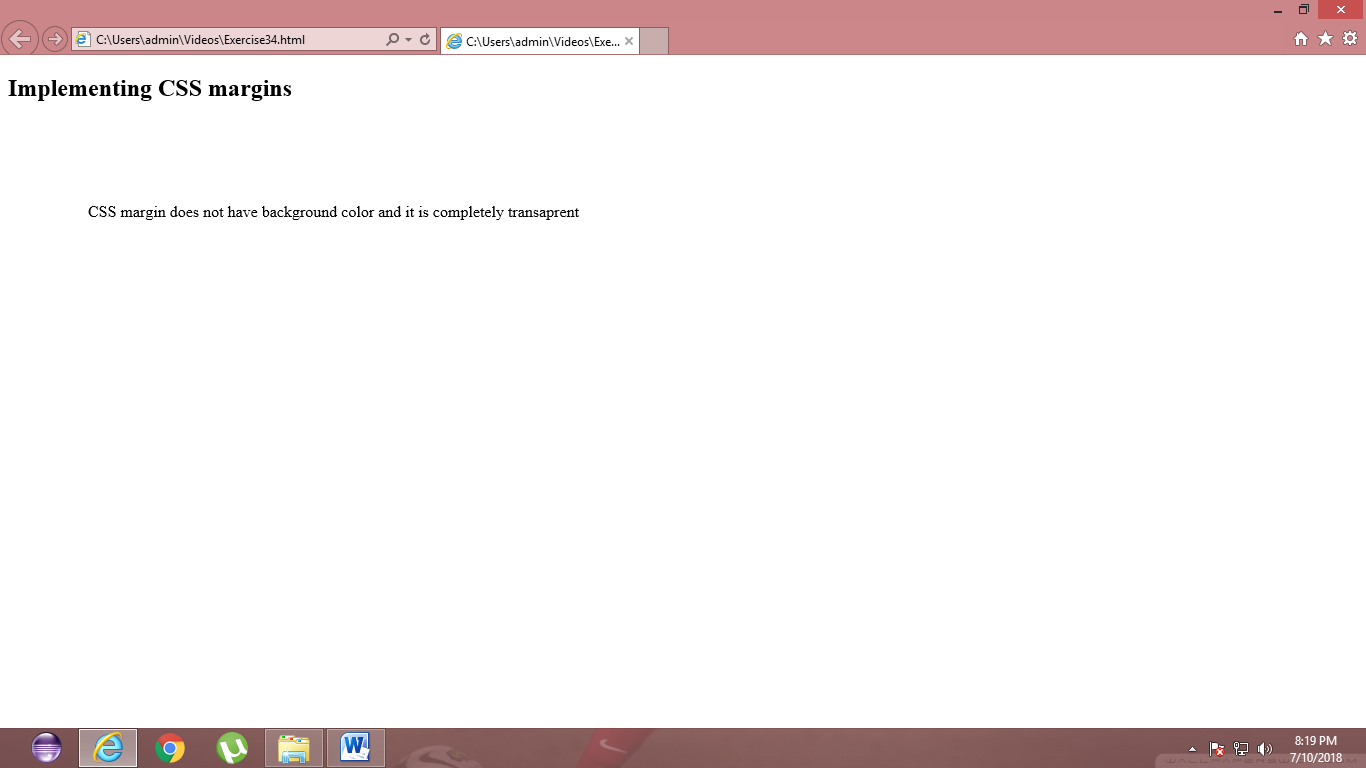 C:\Users\admin\Videos\Exercise34.html
C:\Users\admin\Videos\Exe...
Implementing CSS margins
CSS margin does not have background color and it is completely transaprent
8:19 PM
7/10/2018